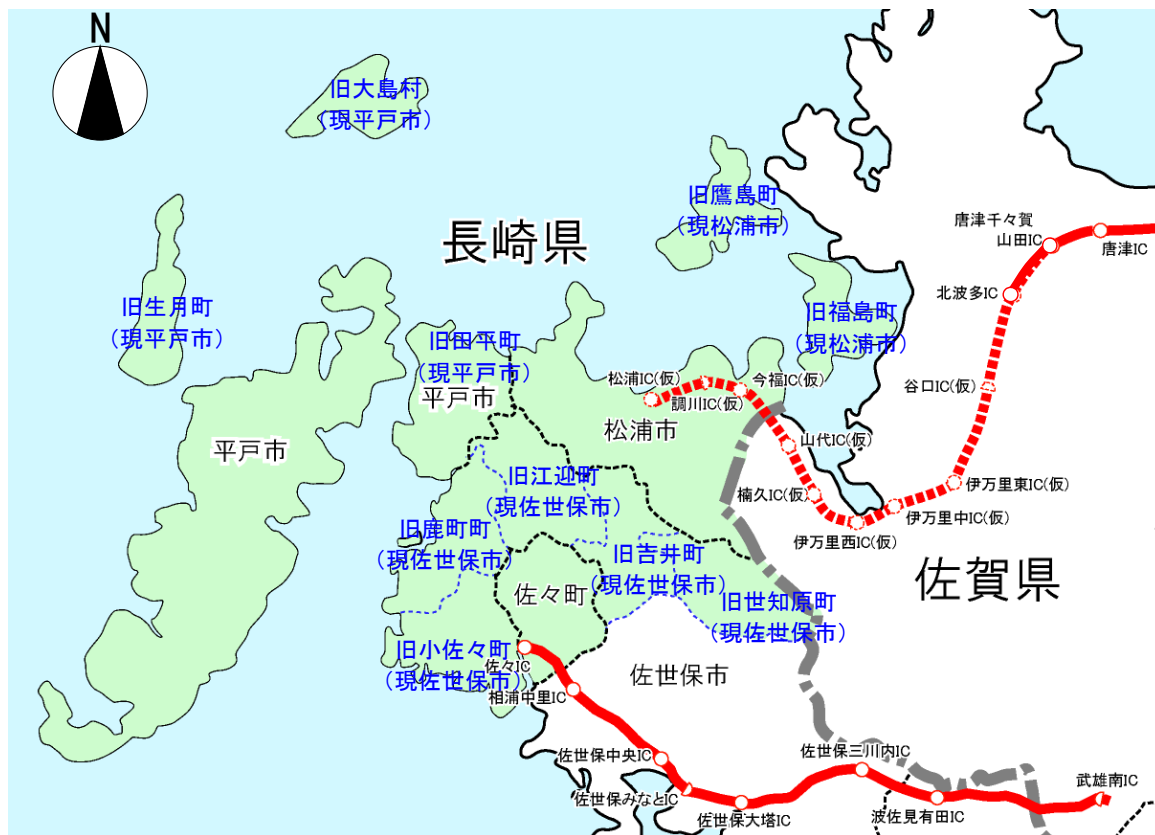 N
旧大島村
(現平戸市)
旧鷹島町
(現松浦市)
長崎県
唐津千々賀
山田IC
唐津IC
北波多IC
旧生月町
(現平戸市)
旧福島町
(現松浦市)
旧田平町
(現平戸市)
平戸市
松浦IC(仮)
今福IC(仮)
調川IC(仮)
谷口IC(仮)
平戸市
松浦市
山代IC(仮)
旧江迎町
(現佐世保市)
楠久IC(仮)
伊万里東IC(仮)
伊万里中IC(仮)
伊万里西IC(仮)
旧鹿町町
(現佐世保市)
旧吉井町
(現佐世保市)
佐賀県
佐々町
旧世知原町
(現佐世保市)
旧小佐々町
(現佐世保市)
佐々IC
佐世保市
相浦中里IC
佐世保中央IC
佐世保三川内IC
佐世保みなとIC
武雄南IC
佐世保大塔IC
波佐見有田IC